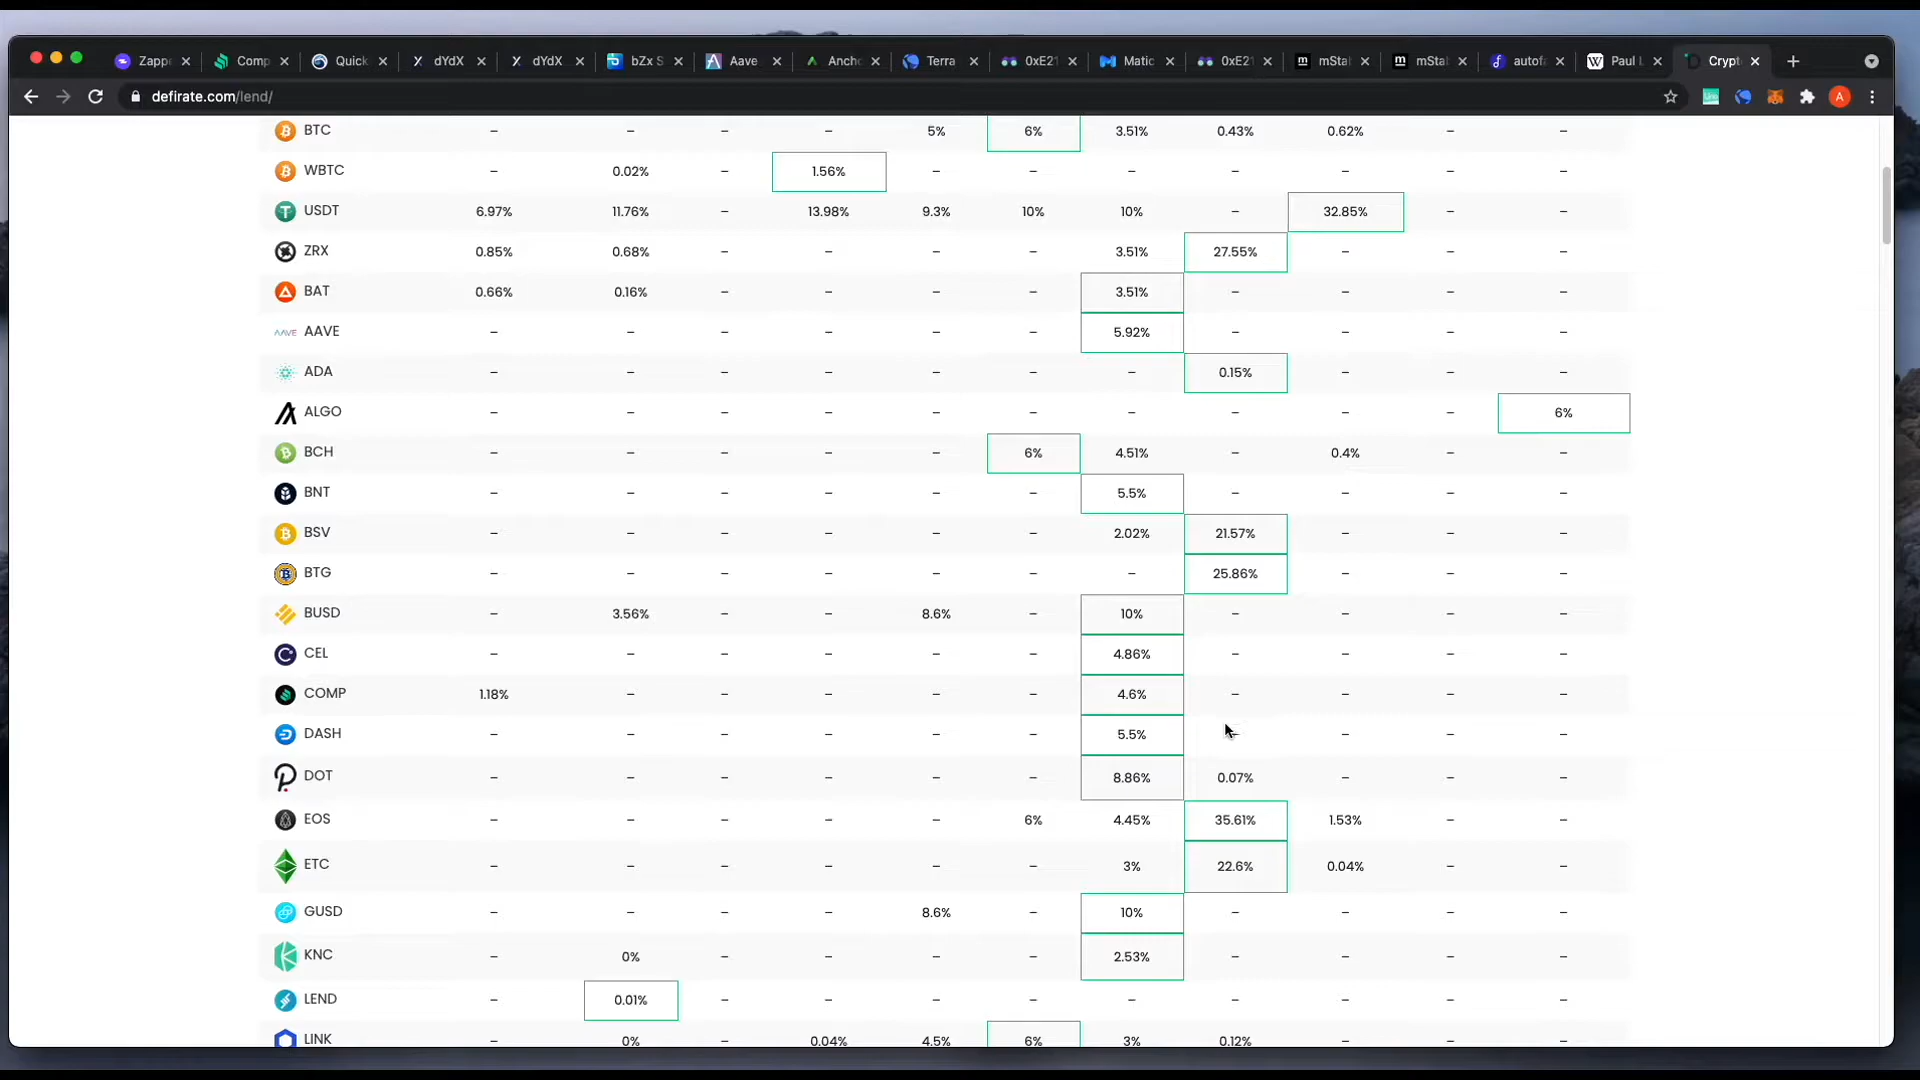 Zappe Comp Quick dYdX dYdX bZx S Aave Ancho Terra 0xE21 Matic 0xE21 mStal mStal autofa Paul L Crypt
defirate.com/lend/ A
BTC – – – – 5% 6% 3.51% 0.43% 0.62% – –
WBTC – 0.02% – 1.56% – – – – – – –
USDT 6.97% 11.76% – 13.98% 9.3% 10% 10% – 32.85% – –
ZRX 0.85% 0.68% – – – – 3.51% 27.55% – – –
BAT 0.66% 0.16% – – – – 3.51% – – – –
AAVE AAVE – – – – – – 5.92% – – – –
ADA – – – – – – – 0.15% – – –
ALGO – – – – – – – – – – 6%
BCH – – – – – 6% 4.51% – 0.4% – –
BNT – – – – – – 5.5% – – – –
BSV – – – – – – 2.02% 21.57% – – –
BTG – – – – – – – 25.86% – – –
BUSD – 3.56% – – 8.6% – 10% – – – –
CEL – – – – – – 4.86% – – – –
COMP 1.18% – – – – – 4.6% – – – –
DASH – – – – – – 5.5% – – – –
DOT – – – – – – 8.86% 0.07% – – –
EOS – – – – – 6% 4.45% 35.61% 1.53% – –
ETC – – – – – – 3% 22.6% 0.04% – –
GUSD – – – – 8.6% – 10% – – – –
KNC – 0% – – – – 2.53% – – – –
LEND – 0.01% – – – – – – – – –
LINK – 0% – 0.04% 4.5% 6% 3% 0.12% – – –